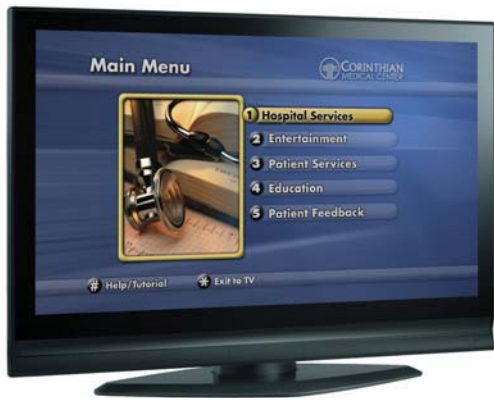 Main Menu
CORINTHIAN
MEDICAL CENTER
1 Hospital Services
2 Entertainment
3 Patient Services
4 Education
5 Patient Feedback
# Help/Tutorial
* Exit to TV